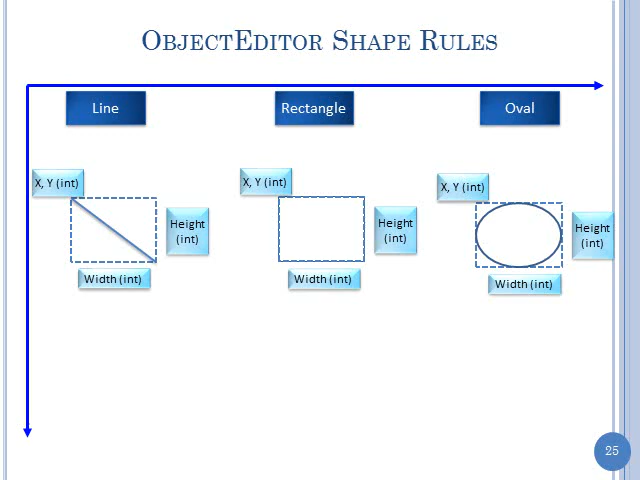 OBJECTEDITOR SHAPE RULES
Line
Rectangle
Oval
X, Y (int)
Height
(int)
Width (int)
X, Y (int)
Height
(int)
Width (int)
X, Y (int)
Height
(int)
Width (int)
25